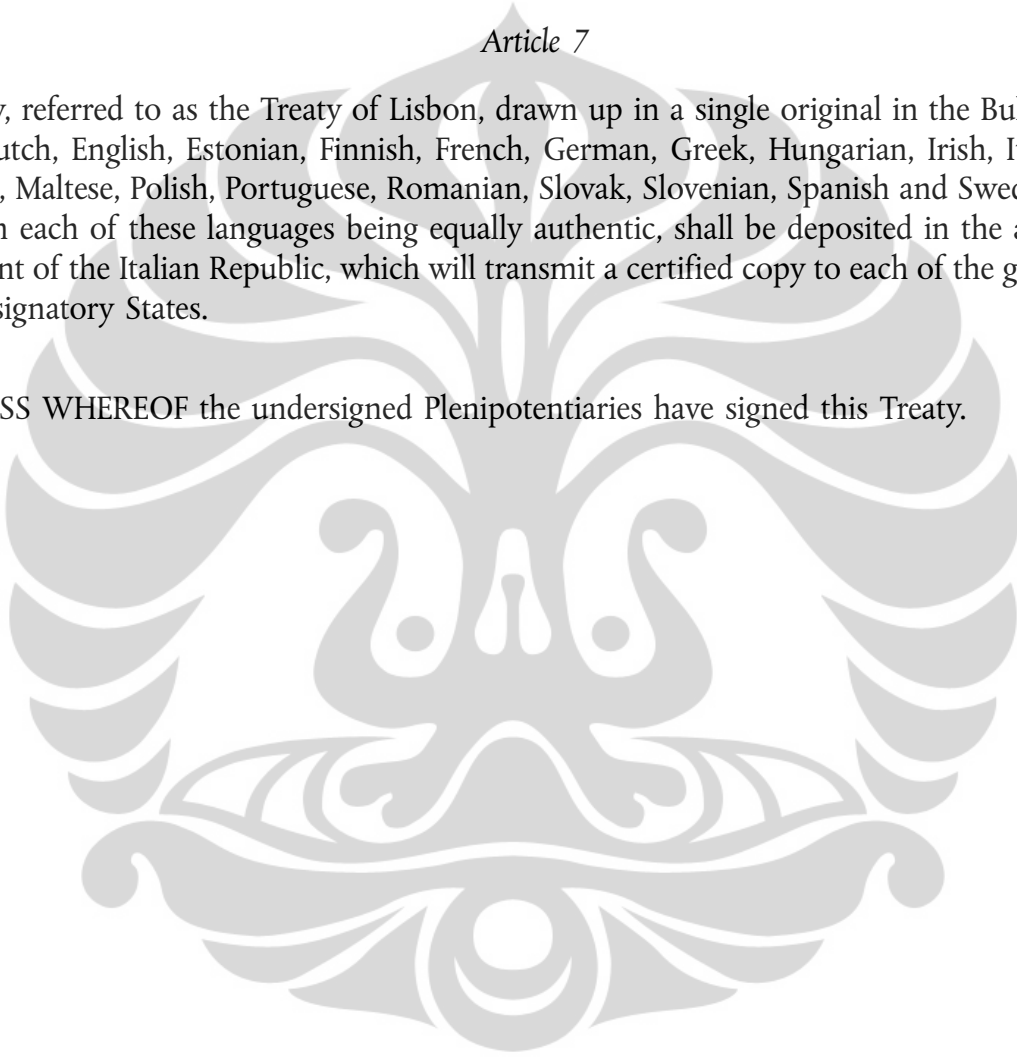 Article 7
y, referred to as the Treaty of Lisbon, drawn up in a single original in the Bul
utch, English, Estonian, Finnish, French, German, Greek, Hungarian, Irish, It
, Maltese, Polish, Portuguese, Romanian, Slovak, Slovenian, Spanish and Swed
n each of these languages being equally authentic, shall be deposited in the a
nt of the Italian Republic, which will transmit a certified copy to each of the g
signatory States.
SS WHEREOF the undersigned Plenipotentiaries have signed this Treaty.